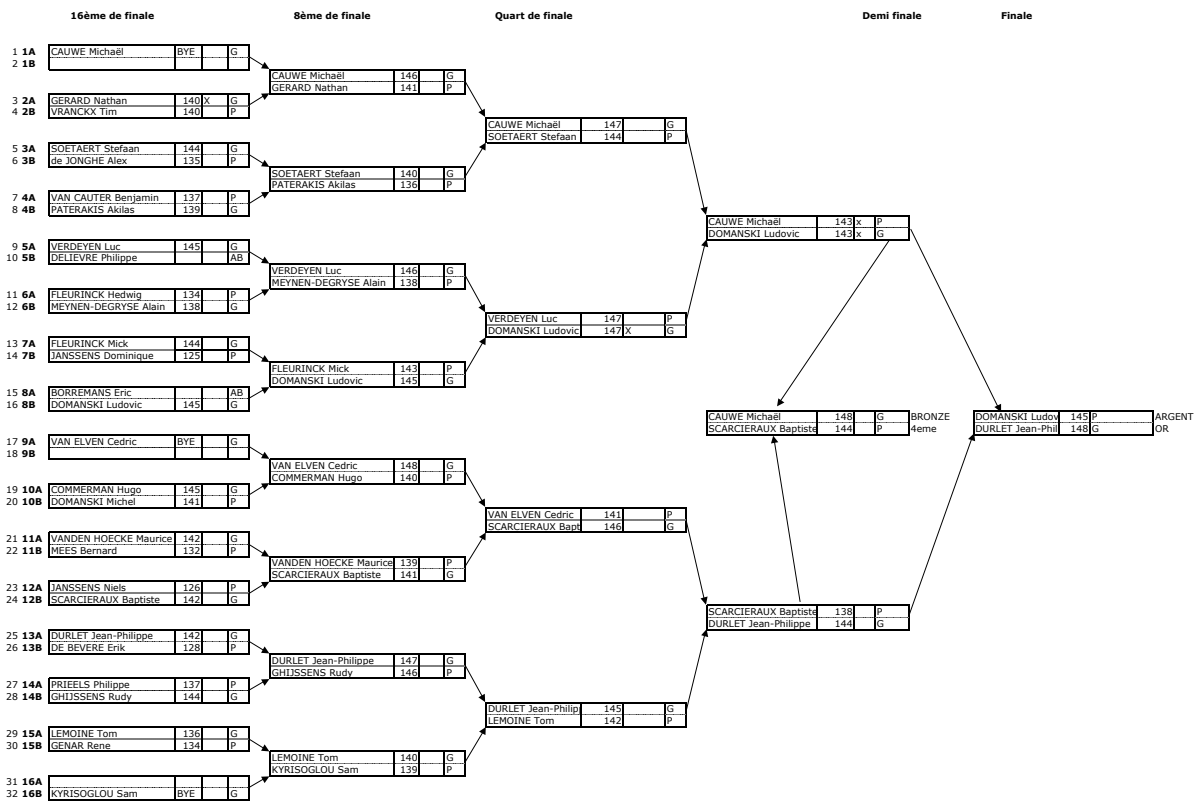 16ème de finale 8ème de finale Quart de finale Demi finale Finale
1 1A CAUWE Michaël BYE G
2 1B
CAUWE Michaël 146 G
GERARD Nathan 141 P
3 2A GERARD Nathan 140 X G
4 2B VRANCKX Tim 140 P
CAUWE Michaël 147 G
SOETAERT Stefaan 144 P
5 3A SOETAERT Stefaan 144 G
6 3B de JONGHE Alex 135 P
SOETAERT Stefaan 140 G
PATERAKIS Akilas 136 P
7 4A VAN CAUTER Benjamin 137 P
8 4B PATERAKIS Akilas 139 G
CAUWE Michaël 143 x P
DOMANSKI Ludovic 143 x G
9 5A VERDEYEN Luc 145 G
10 5B DELIEVRE Philippe AB
VERDEYEN Luc 146 G
MEYNEN-DEGRYSE Alain 138 P
11 6A FLEURINCK Hedwig 134 P
12 6B MEYNEN-DEGRYSE Alain 138 G
VERDEYEN Luc 147 P
DOMANSKI Ludovic 147 X G
13 7A FLEURINCK Mick 144 G
14 7B JANSSENS Dominique 125 P
FLEURINCK Mick 143 P
DOMANSKI Ludovic 145 G
15 8A BORREMANS Eric AB
16 8B DOMANSKI Ludovic 145 G
CAUWE Michaël 148 G BRONZE DOMANSKI Ludov 145 P ARGENT
SCARCIERAUX Baptiste 144 P 4eme DURLET Jean-Phil 148 G OR
17 9A VAN ELVEN Cedric BYE G
18 9B
VAN ELVEN Cedric 148 G
COMMERMAN Hugo 140 P
19 10A COMMERMAN Hugo 145 G
20 10B DOMANSKI Michel 141 P
VAN ELVEN Cedric 141 P
SCARCIERAUX Bapt 146 G
21 11A VANDEN HOECKE Maurice 142 G
22 11B MEES Bernard 132 P
VANDEN HOECKE Maurice 139 P
SCARCIERAUX Baptiste 141 G
23 12A JANSSENS Niels 126 P
24 12B SCARCIERAUX Baptiste 142 G
SCARCIERAUX Baptiste 138 P
DURLET Jean-Philippe 144 G
25 13A DURLET Jean-Philippe 142 G
26 13B DE BEVERE Erik 128 P
DURLET Jean-Philippe 147 G
GHIJSSENS Rudy 146 P
27 14A PRIEELS Philippe 137 P
28 14B GHIJSSENS Rudy 144 G
DURLET Jean-Philipp 145 G
LEMOINE Tom 142 P
29 15A LEMOINE Tom 136 G
30 15B GENAR Rene 134 P
LEMOINE Tom 140 G
KYRISOGLOU Sam 139 P
31 16A
32 16B KYRISOGLOU Sam BYE G